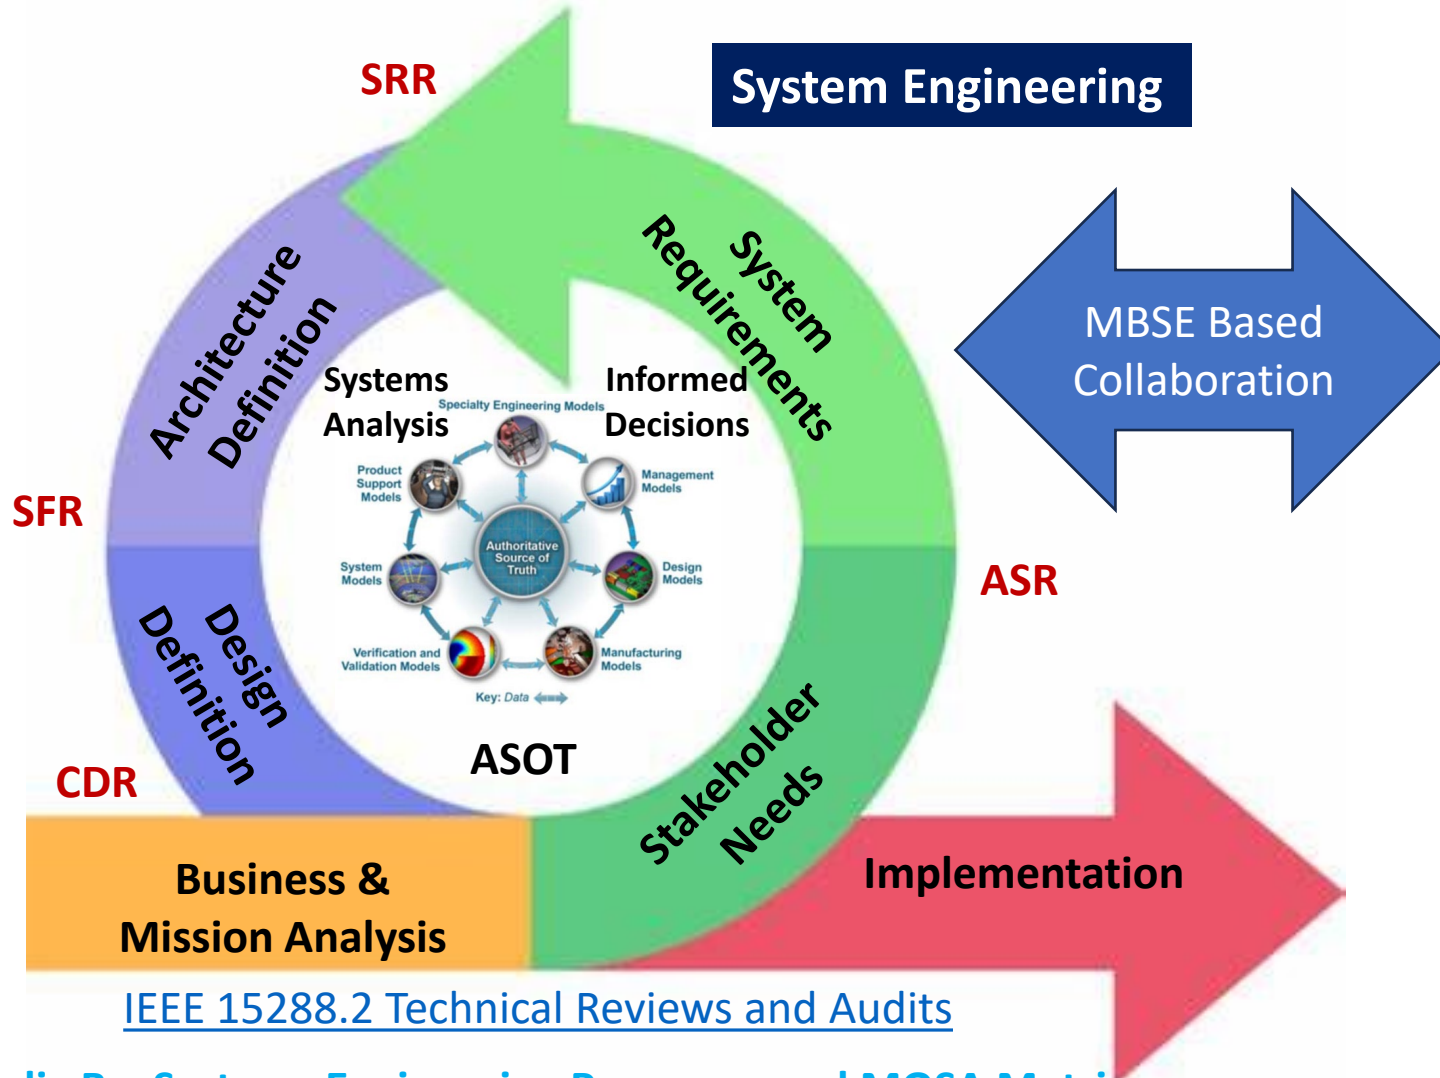 SRR
System Engineering
System
Requirements
Architecture
Definition
MBSE Based
Collaboration
Systems
Analysis
Informed
Decisions
Specialty Engineering Models
Product
Support
Models
Management
Models
SFR
Authoritative
Source of
Truth
System
Models
Design
Models
ASR
Design
Definition
Verification and
Validation Models
Manufacturing
Models
Key: Data
ASOT
Stakeholder
Needs
CDR
Business &
Mission Analysis
Implementation
IEEE 15288.2 Technical Reviews and Audits